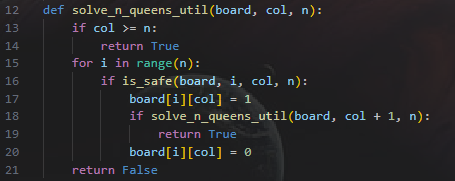 12 def solve_n_queens_util(board, col, n):
13     if col >= n:
14         return True
15     for i in range(n):
16         if is_safe(board, i, col, n):
17             board[i][col] = 1
18             if solve_n_queens_util(board, col + 1, n):
19                 return True
20             board[i][col] = 0
21     return False